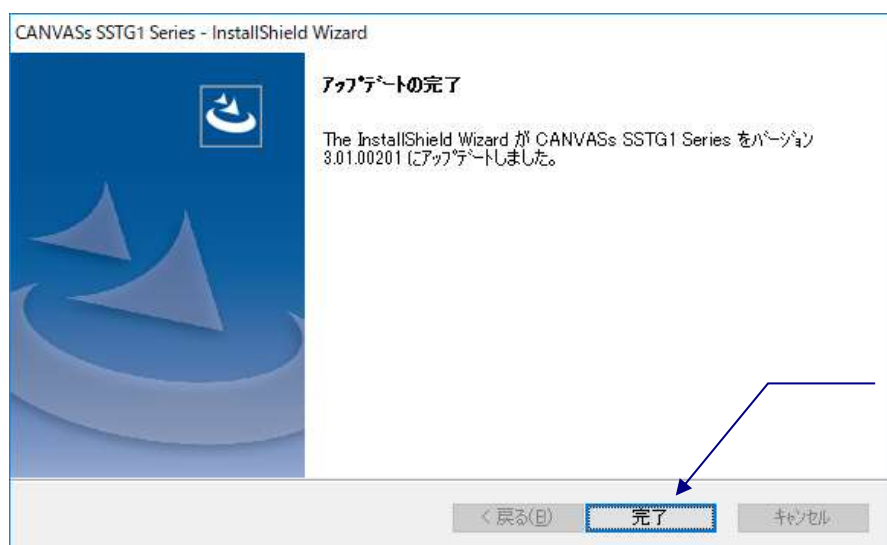 CANVASs SSTG1 Series - InstallShield Wizard
ｱｯﾌﾟﾃﾞｰﾄの完了
The InstallShield Wizard が CANVASs SSTG1 Series をﾊﾞｰｼﾞｮﾝ
3.01.00201 にｱｯﾌﾟﾃﾞｰﾄしました。
< 戻る(B)
完了
ｷｬﾝｾﾙ